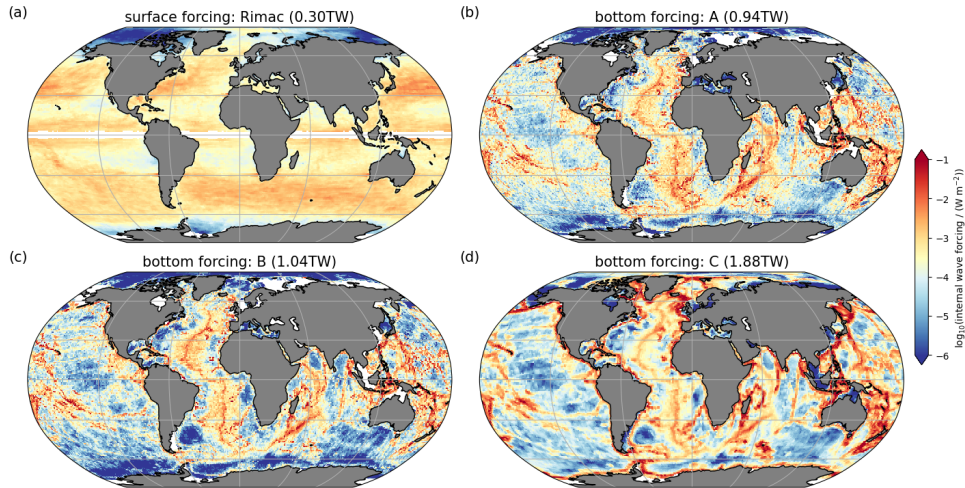 (a)
surface forcing: Rimac (0.30TW)
(b)
bottom forcing: A (0.94TW)
(c)
bottom forcing: B (1.04TW)
(d)
bottom forcing: C (1.88TW)
−1
−2
−3
−4
−5
−6
log₁₀(internal wave forcing / (W m⁻²))